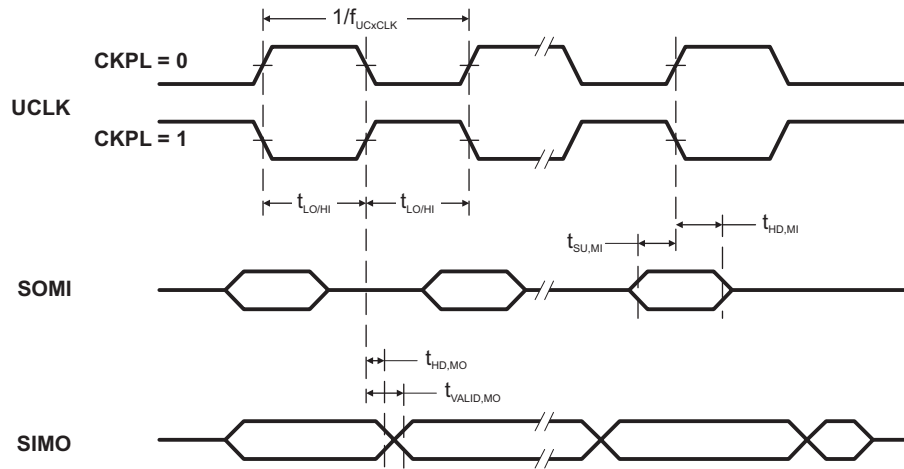 1/fUCxCLK
CKPL = 0
UCLK
CKPL = 1
tLO/HI tLO/HI
tHD,MI
tSU,MI
SOMI
tHD,MO
tVALID,MO
SIMO